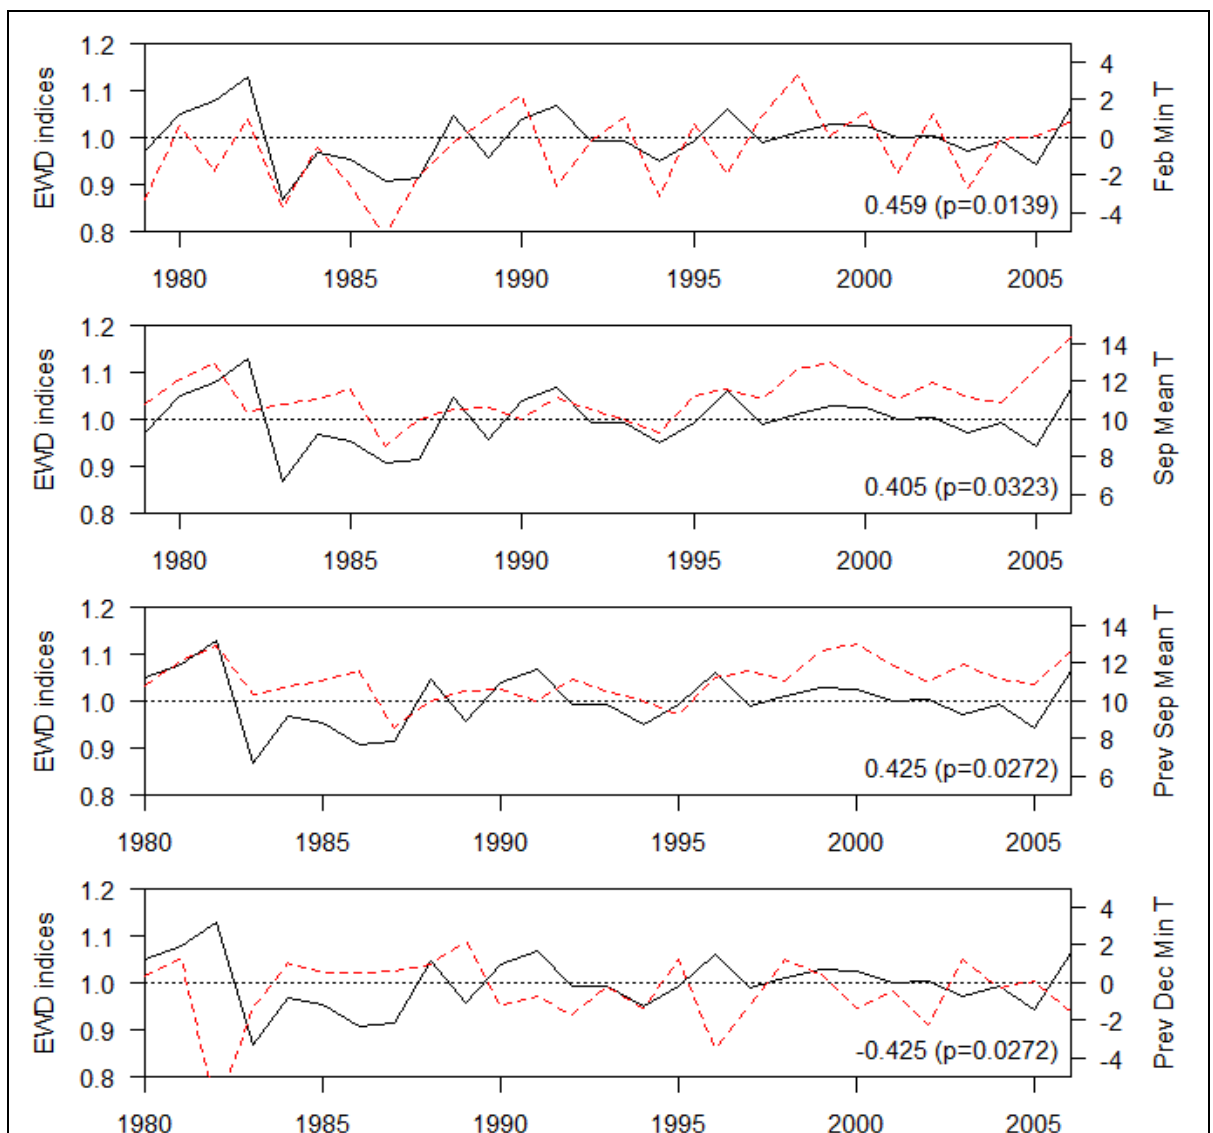 EWD indices
1.2
1.1
1.0
0.9
0.8
4
2
0
-2
-4
Feb Min T
0.459 (p=0.0139)
1980 1985 1990 1995 2000 2005
EWD indices
1.2
1.1
1.0
0.9
0.8
14
12
10
8
6
Sep Mean T
0.405 (p=0.0323)
1980 1985 1990 1995 2000 2005
EWD indices
1.2
1.1
1.0
0.9
0.8
14
12
10
8
6
Prev Sep Mean T
0.425 (p=0.0272)
1980 1985 1990 1995 2000 2005
EWD indices
1.2
1.1
1.0
0.9
0.8
4
2
0
-2
-4
Prev Dec Min T
-0.425 (p=0.0272)
1980 1985 1990 1995 2000 2005